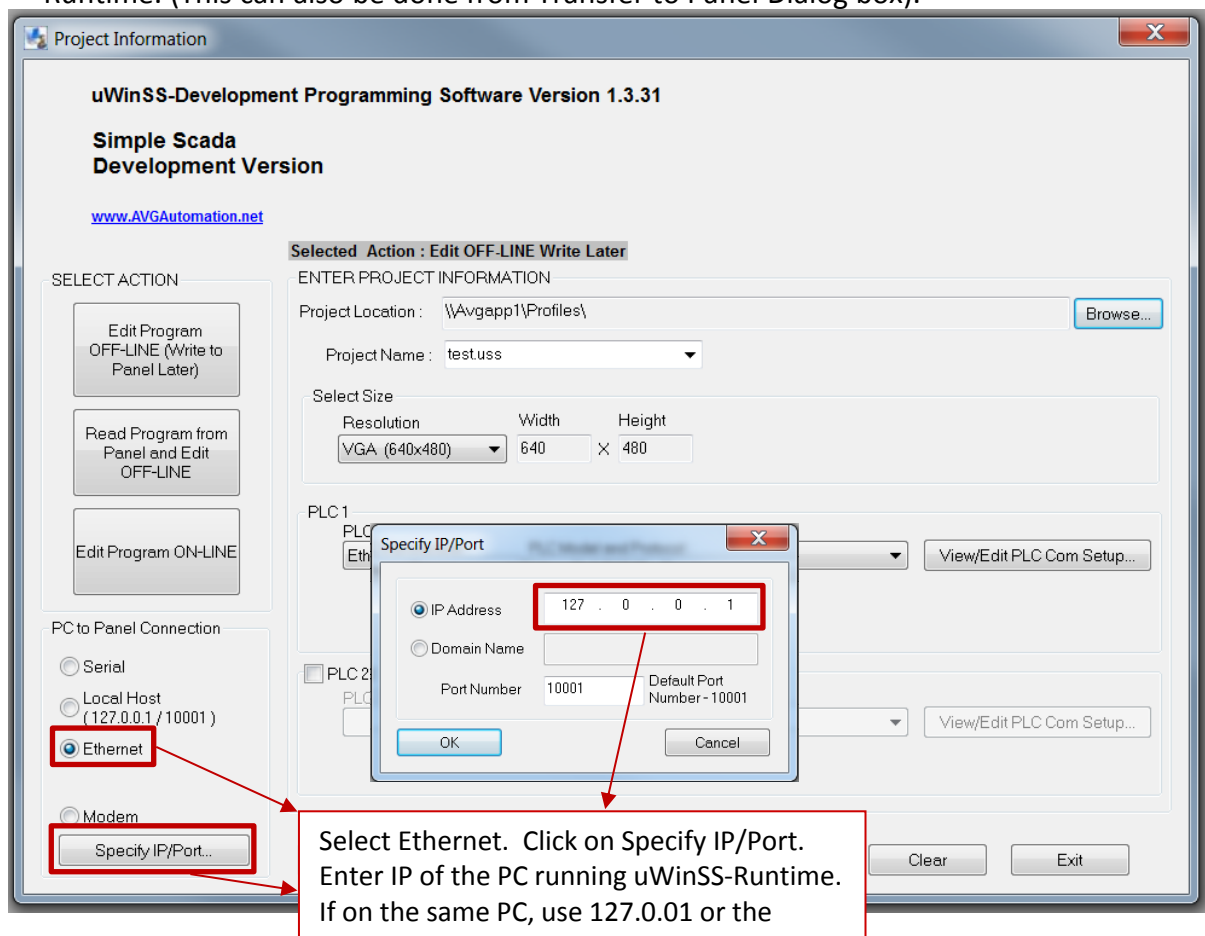 Runtime. (This can also be done from Transfer to Panel Dialog box).
Project Information
uWinSS-Development Programming Software Version 1.3.31
Simple Scada
Development Version
www.AVGAutomation.net
Selected Action : Edit OFF-LINE Write Later
SELECT ACTION
Edit Program
OFF-LINE (Write to
Panel Later)
Read Program from
Panel and Edit
OFF-LINE
Edit Program ON-LINE
PC to Panel Connection
Serial
Local Host
( 127.0.0.1 / 10001 )
Ethernet
Modem
Specify IP/Port...
ENTER PROJECT INFORMATION
Project Location : \\Avgapp1\Profiles\ Browse...
Project Name : test.uss
Select Size
Resolution Width Height
VGA (640x480) 640 X 480
PLC 1
PLC
Eth
View/Edit PLC Com Setup...
Specify IP/Port
IP Address 127 . 0 . 0 . 1
Domain Name
Port Number 10001 Default Port
Number - 10001
OK Cancel
PLC 2
PLC
View/Edit PLC Com Setup...
Select Ethernet. Click on Specify IP/Port.
Enter IP of the PC running uWinSS-Runtime.
If on the same PC, use 127.0.01 or the
Clear Exit